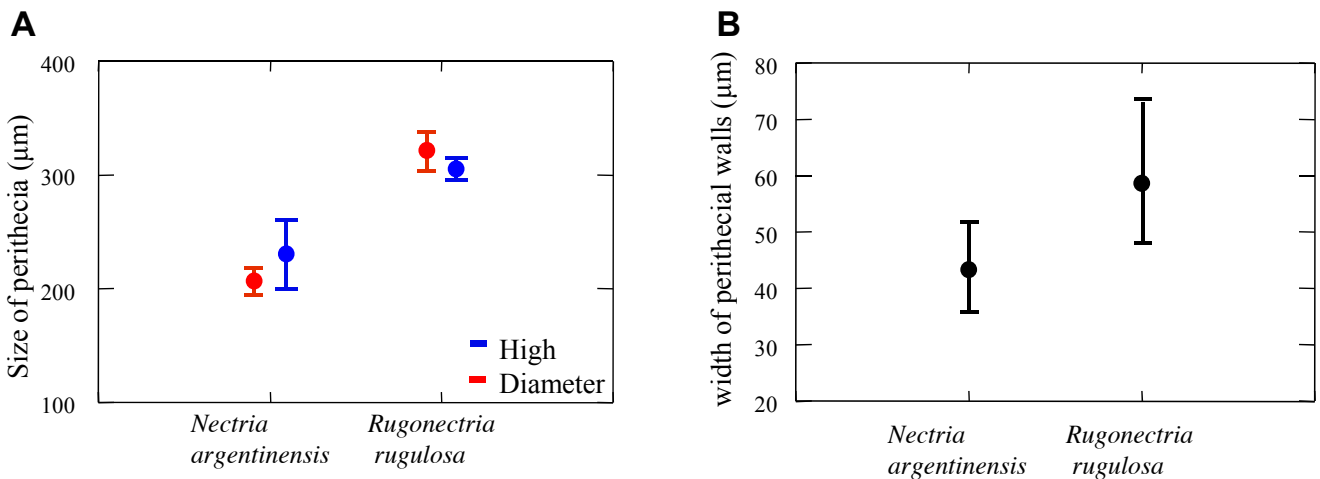 A
Size of perithecia (μm)
400
300
200
100
High
Diameter
Nectria
argentinensis
Rugonectria
rugulosa
B
width of perithecial walls (μm)
80
70
60
50
40
30
20
Nectria
argentinensis
Rugonectria
rugulosa